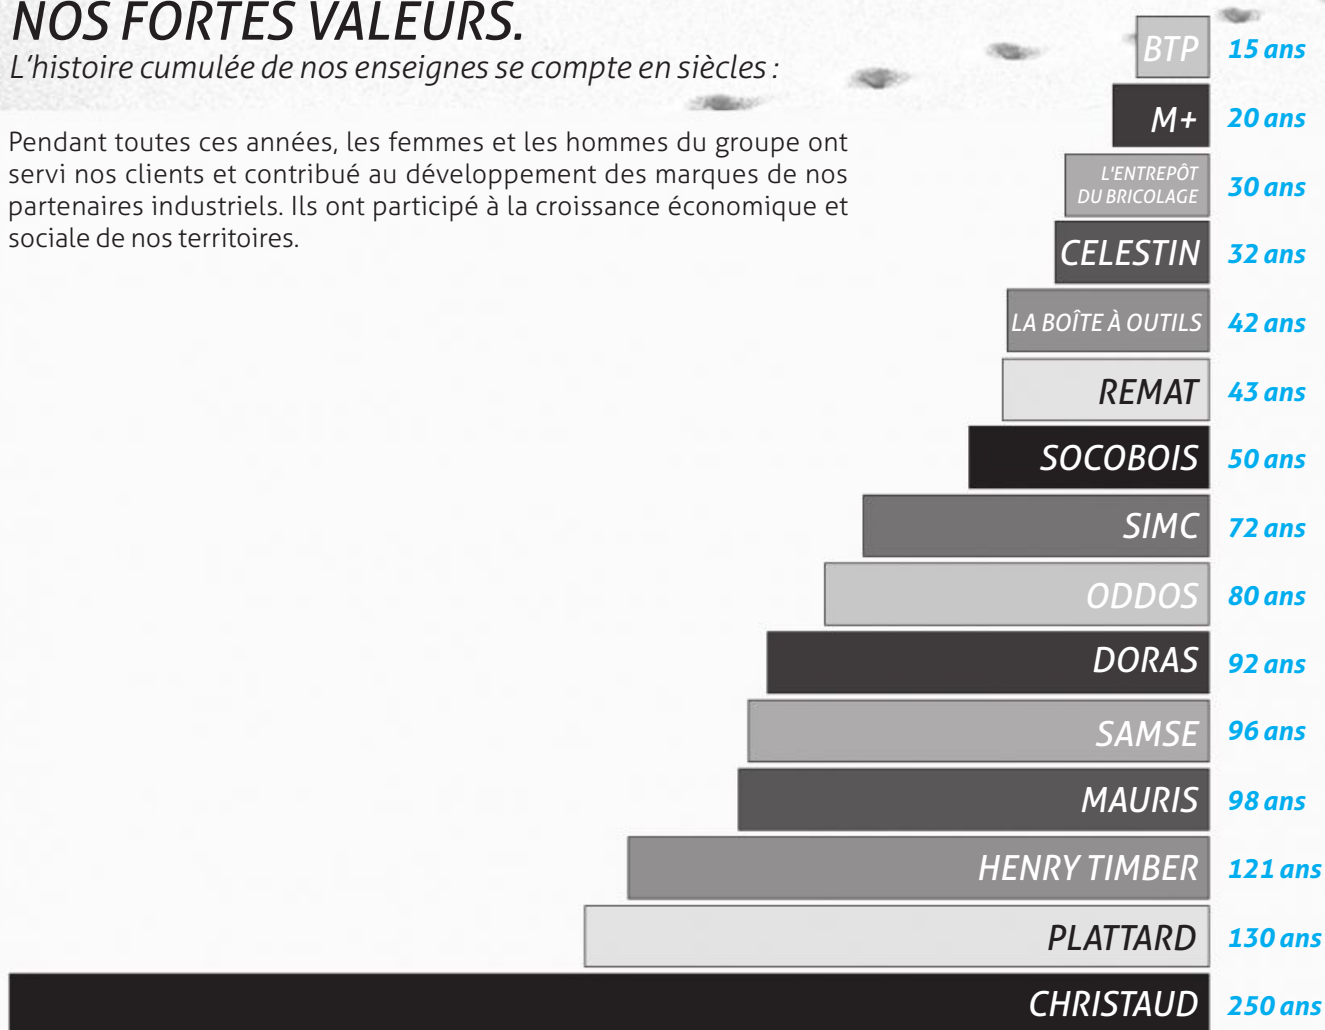 NOS FORTES VALEURS.
L'histoire cumulée de nos enseignes se compte en siècles :
Pendant toutes ces années, les femmes et les hommes du groupe ont
servi nos clients et contribué au développement des marques de nos
partenaires industriels. Ils ont participé à la croissance économique et
sociale de nos territoires.
BTP 15 ans
M+ 20 ans
L'ENTREPÔT
DU BRICOLAGE 30 ans
CELESTIN 32 ans
LA BOÎTE À OUTILS 42 ans
REMAT 43 ans
SOCOBOIS 50 ans
SIMC 72 ans
ODDOS 80 ans
DORAS 92 ans
SAMSE 96 ans
MAURIS 98 ans
HENRY TIMBER 121 ans
PLATTARD 130 ans
CHRISTAUD 250 ans